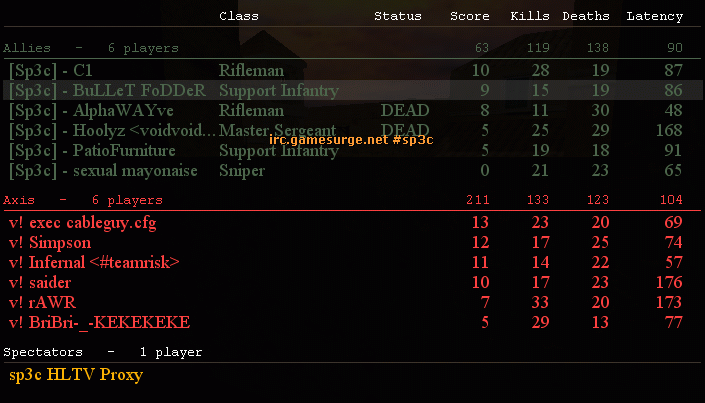 Class Status Score Kills Deaths Latency
Allies - 6 players 63 119 138 90
[Sp3c] - C1 Rifleman 10 28 19 87
[Sp3c] - BuLLeT FoDDeR Support Infantry 9 15 19 86
[Sp3c] - AlphaWAYve Rifleman DEAD 8 11 30 48
[Sp3c] - Hoolyz <voidvoid... Master Sergeant DEAD 5 25 29 168
irc.gamesurge.net #sp3c
[Sp3c] - PatioFurniture Support Infantry 5 19 18 91
[Sp3c] - sexual mayonaise Sniper 0 21 23 65
Axis - 6 players 211 133 123 104
v! exec cableguy.cfg 13 23 20 69
v! Simpson 12 17 25 74
v! Infernal <#teamrisk> 11 14 22 57
v! saider 10 17 23 176
v! rAWR 7 33 20 173
v! BriBri-_-KEKEKEKE 5 29 13 77
Spectators - 1 player
sp3c HLTV Proxy